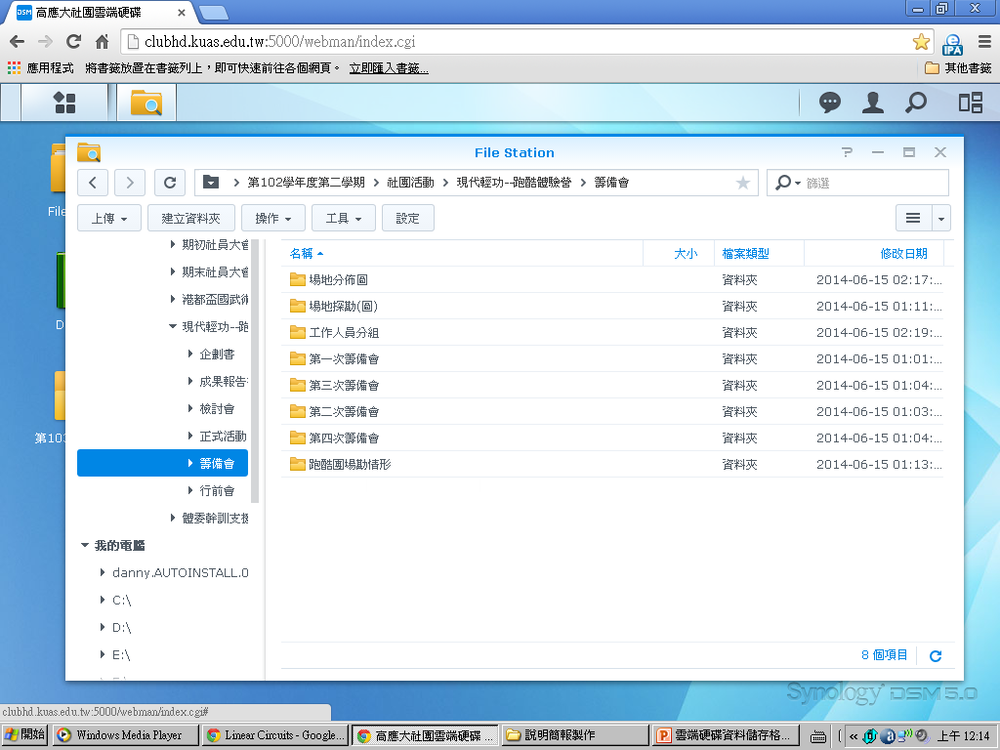 高應大社團雲端硬碟
clubhd.kuas.edu.tw:5000/webman/index.cgi
IPA
應用程式 將書籤放置在書籤列上，即可快速前往各個網頁。 立即匯入書籤... 其他書籤
File Station
第102學年度第二學期 社團活動 現代輕功--跑酷體驗營 籌備會 篩選
上傳 建立資料夾 操作 工具 設定
期初社員大會
期末社員大會
港都盃國武術
現代輕功--跑
企劃書
成果報告
檢討會
正式活動
籌備會
行前會
體委幹訓支援
我的電腦
danny.AUTOINSTALL.0
C:\
D:\
E:\
名稱 大小 檔案類型 修改日期
場地分佈圖 資料夾 2014-06-15 02:17:...
場地探勘(圖) 資料夾 2014-06-15 01:11:...
工作人員分組 資料夾 2014-06-15 02:19:...
第一次籌備會 資料夾 2014-06-15 01:01:...
第三次籌備會 資料夾 2014-06-15 01:04:...
第二次籌備會 資料夾 2014-06-15 01:03:...
第四次籌備會 資料夾 2014-06-15 01:04:...
跑酷團場勘情形 資料夾 2014-06-15 01:13:...
8 個項目
File
D
第103
Synology DSM 5.0
clubhd.kuas.edu.tw:5000/webman/index.cgi#
開始 Windows Media Player Linear Circuits - Google... 高應大社團雲端硬碟 ... 說明簡報製作 雲端硬碟資料儲存格... 上午 12:14